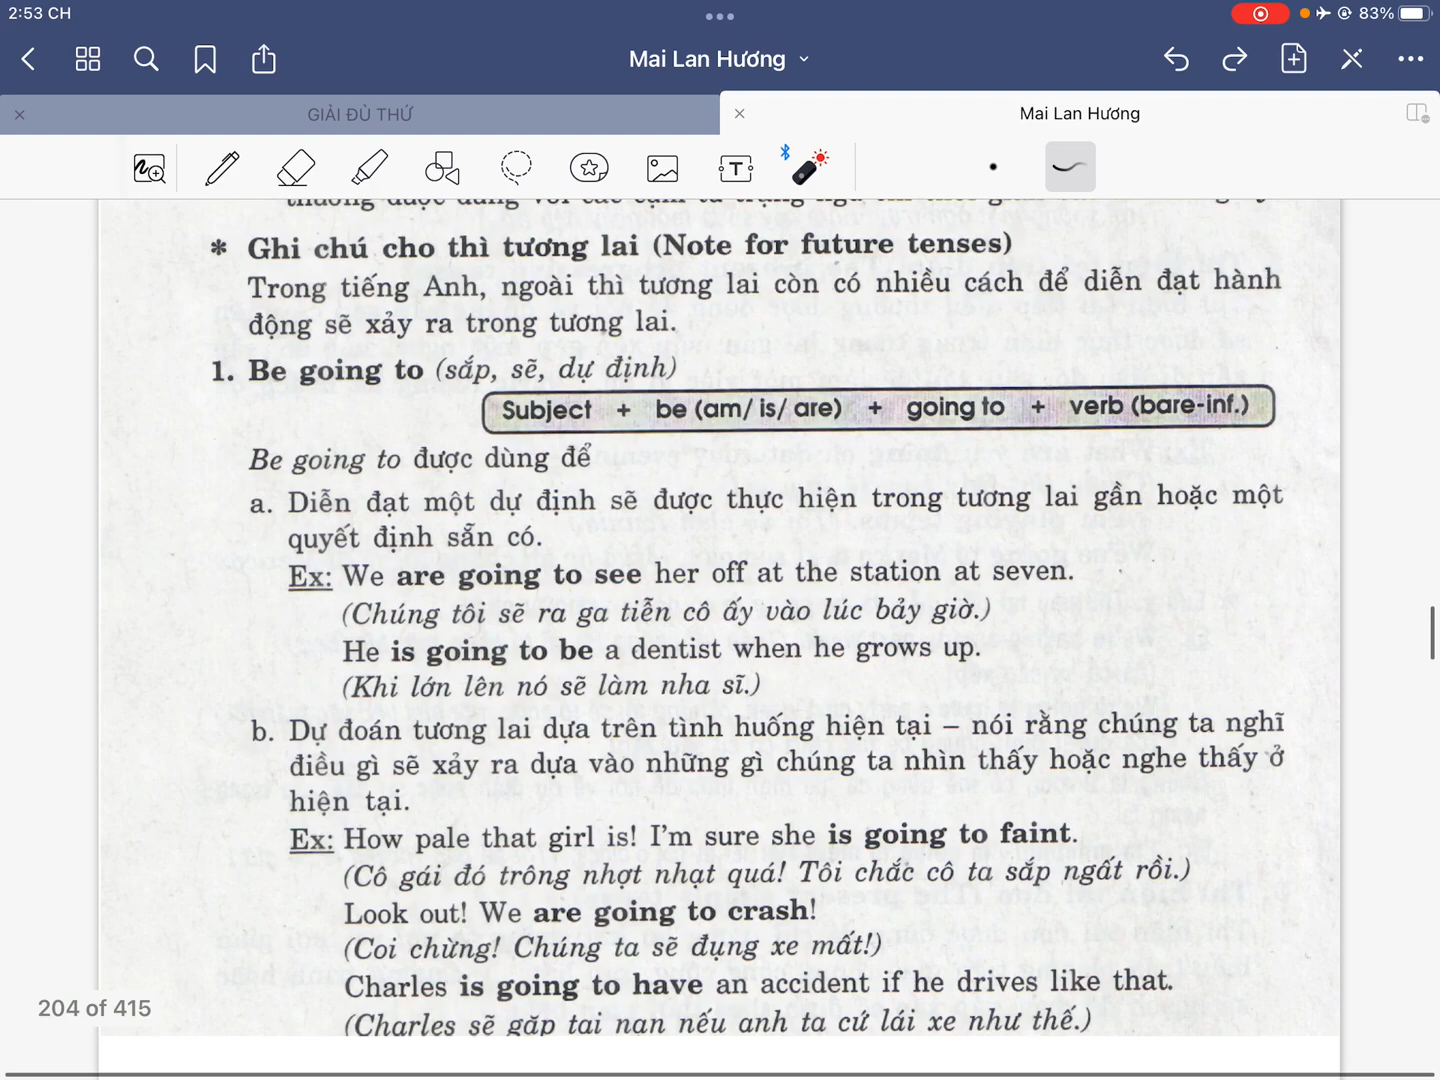 2:53 CH
83%
Mai Lan Hương
GIẢI ĐÙ THỨ
Mai Lan Hương
* Ghi chú cho thì tương lai (Note for future tenses)
Trong tiếng Anh, ngoài thì tương lai còn có nhiều cách để diễn đạt hành
động sẽ xảy ra trong tương lai.
1. Be going to (sắp, sẽ, dự định)
Subject + be (am/ is/ are) + going to + verb (bare-inf.)
Be going to được dùng để
a. Diễn đạt một dự định sẽ được thực hiện trong tương lai gần hoặc một
quyết định sẵn có.
Ex: We are going to see her off at the station at seven.
(Chúng tôi sẽ ra ga tiễn cô ấy vào lúc bảy giờ.)
He is going to be a dentist when he grows up.
(Khi lớn lên nó sẽ làm nha sĩ.)
b. Dự đoán tương lai dựa trên tình huống hiện tại – nói rằng chúng ta nghĩ
điều gì sẽ xảy ra dựa vào những gì chúng ta nhìn thấy hoặc nghe thấy ở
hiện tại.
Ex: How pale that girl is! I'm sure she is going to faint.
(Cô gái đó trông nhợt nhạt quá! Tôi chắc cô ta sắp ngất rồi.)
Look out! We are going to crash!
(Coi chừng! Chúng ta sẽ đụng xe mất!)
Charles is going to have an accident if he drives like that.
204 of 415
(Charles sẽ gặp tai nạn nếu anh ta cứ lái xe như thế.)